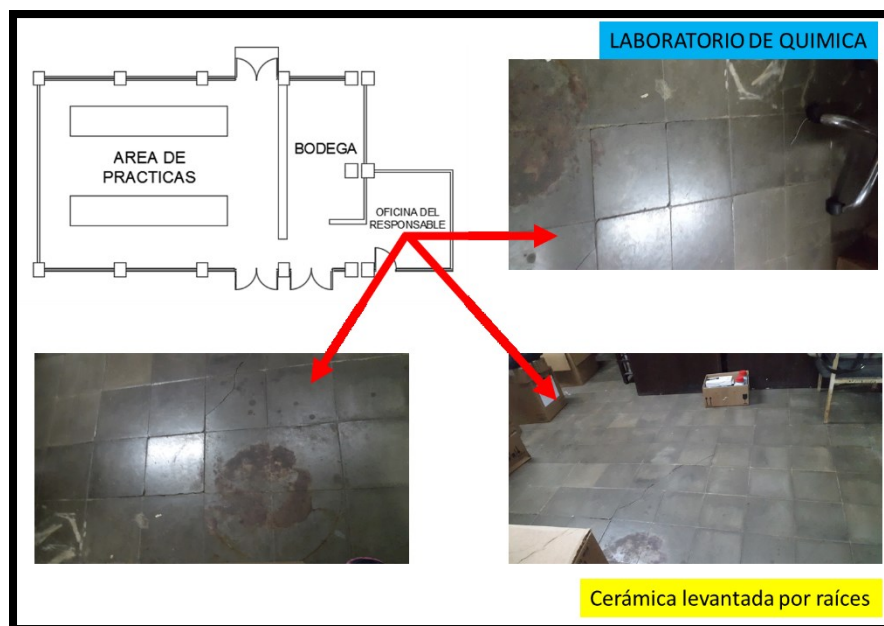 LABORATORIO DE QUIMICA
AREA DE
PRACTICAS
BODEGA
OFICINA DEL
RESPONSABLE
Cerámica levantada por raíces